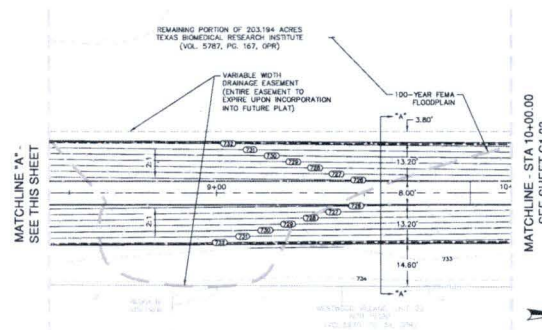 REMAINING PORTION OF 203.194 ACRES
TEXAS BIOMEDICAL RESEARCH INSTITUTE
(VOL. 5787, PG. 167, OPR)
VARIABLE WIDTH
DRAINAGE EASEMENT
(ENTIRE EASEMENT TO
EXPIRE UPON INCORPORATION
INTO FUTURE PLAT)
100-YEAR FEMA
FLOODPLAIN
"A"
3.80'
MATCHLINE "A" -
SEE THIS SHEET
MATCHLINE - STA 10+00.00
732
731
730
729
728
727
726
2:1
13.20'
9+00
8.00'
10+
726
727
728
729
730
731
2:1
13.20'
14.60'
733
734
"A"